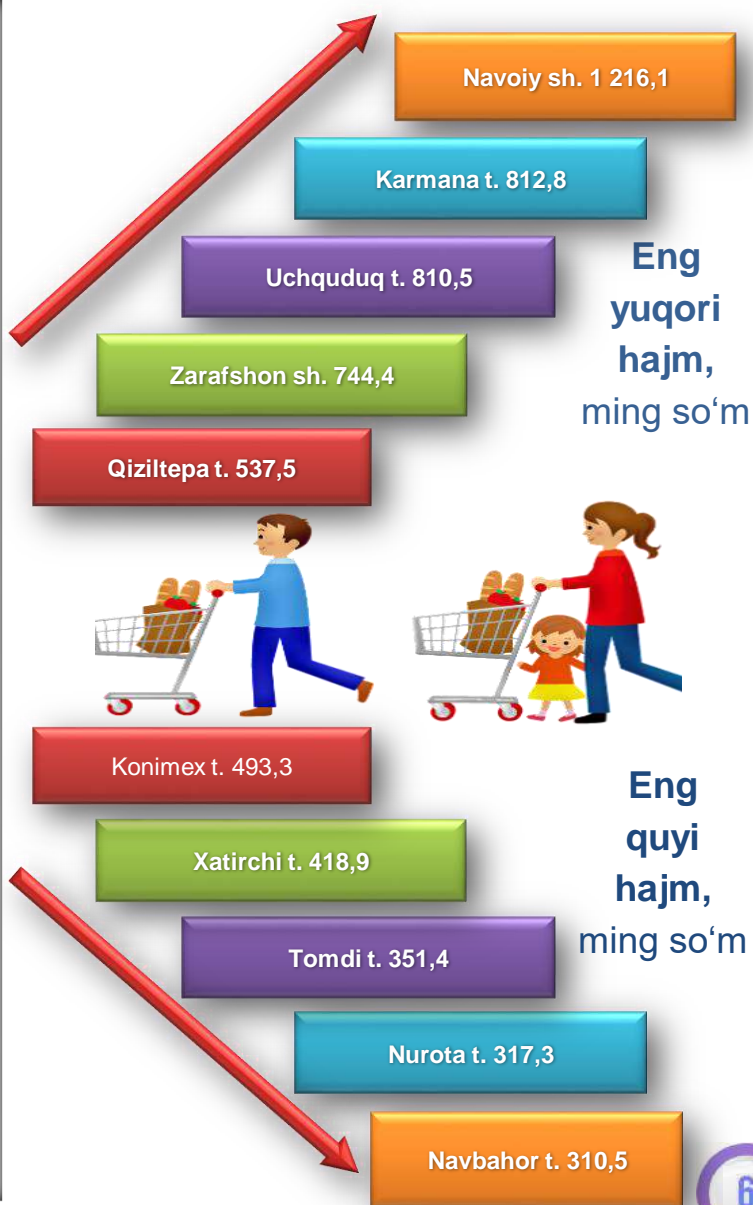 Navoiy sh. 1 216,1
Karmana t. 812,8
Uchquduq t. 810,5
Zarafshon sh. 744,4
Qiziltepa t. 537,5
Eng
yuqori
hajm,
ming so‘m
Konimex t. 493,3
Xatirchi t. 418,9
Tomdi t. 351,4
Nurota t. 317,3
Navbahor t. 310,5
Eng
quyi
hajm,
ming so‘m
6